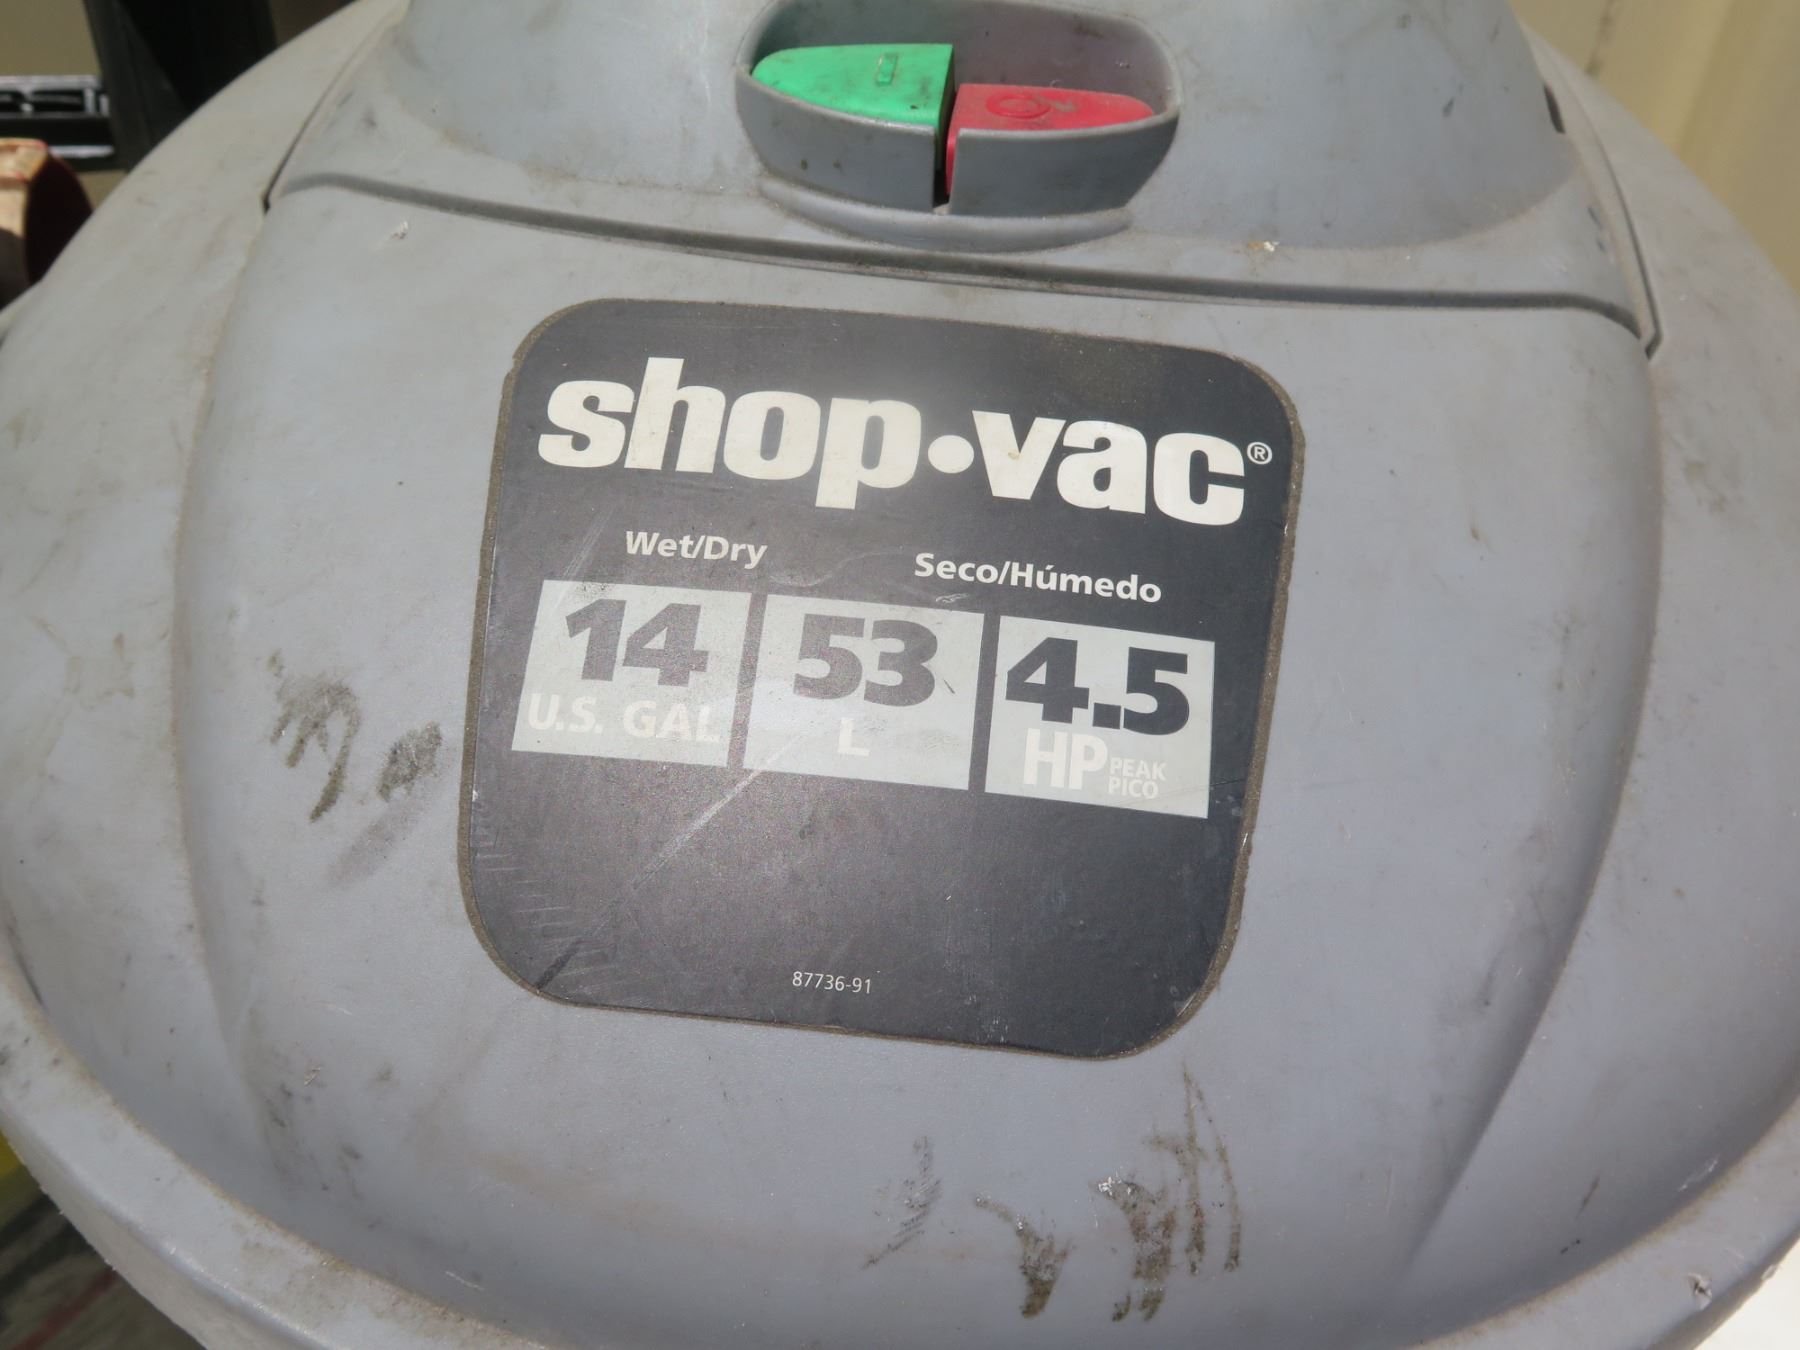 shop•vac®
Wet/Dry Seco/Húmedo
14 53 4.5
U.S. GAL L HP PEAK PICO
87736-91